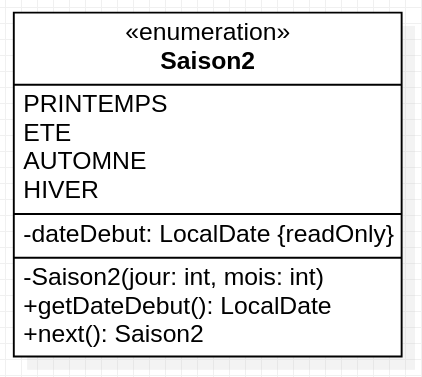 «enumeration»
Saison2
PRINTEMPS
ETE
AUTOMNE
HIVER
-dateDebut: LocalDate {readOnly}
-Saison2(jour: int, mois: int)
+getDateDebut(): LocalDate
+next(): Saison2